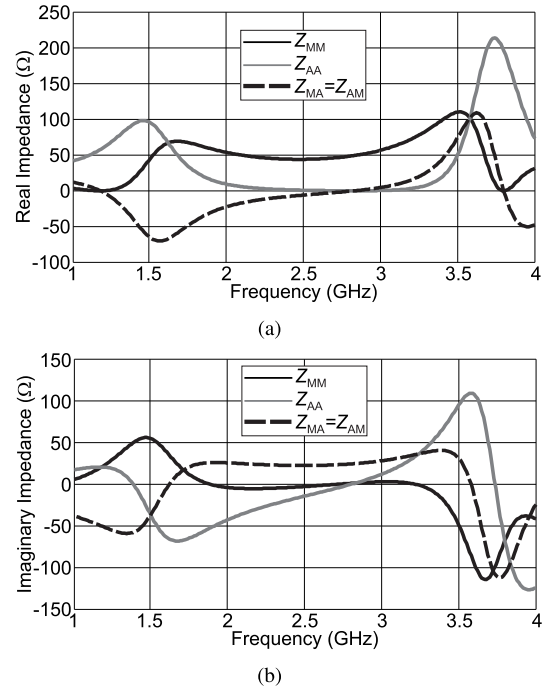 250
200
150
100
50
0
-50
-100
Real Impedance (Ω)
Z_MM
Z_AA
Z_MA=Z_AM
1 1.5 2 2.5 3 3.5 4
Frequency (GHz)
(a)
150
100
50
0
-50
-100
-150
Imaginary Impedance (Ω)
Z_MM
Z_AA
Z_MA=Z_AM
1 1.5 2 2.5 3 3.5 4
Frequency (GHz)
(b)